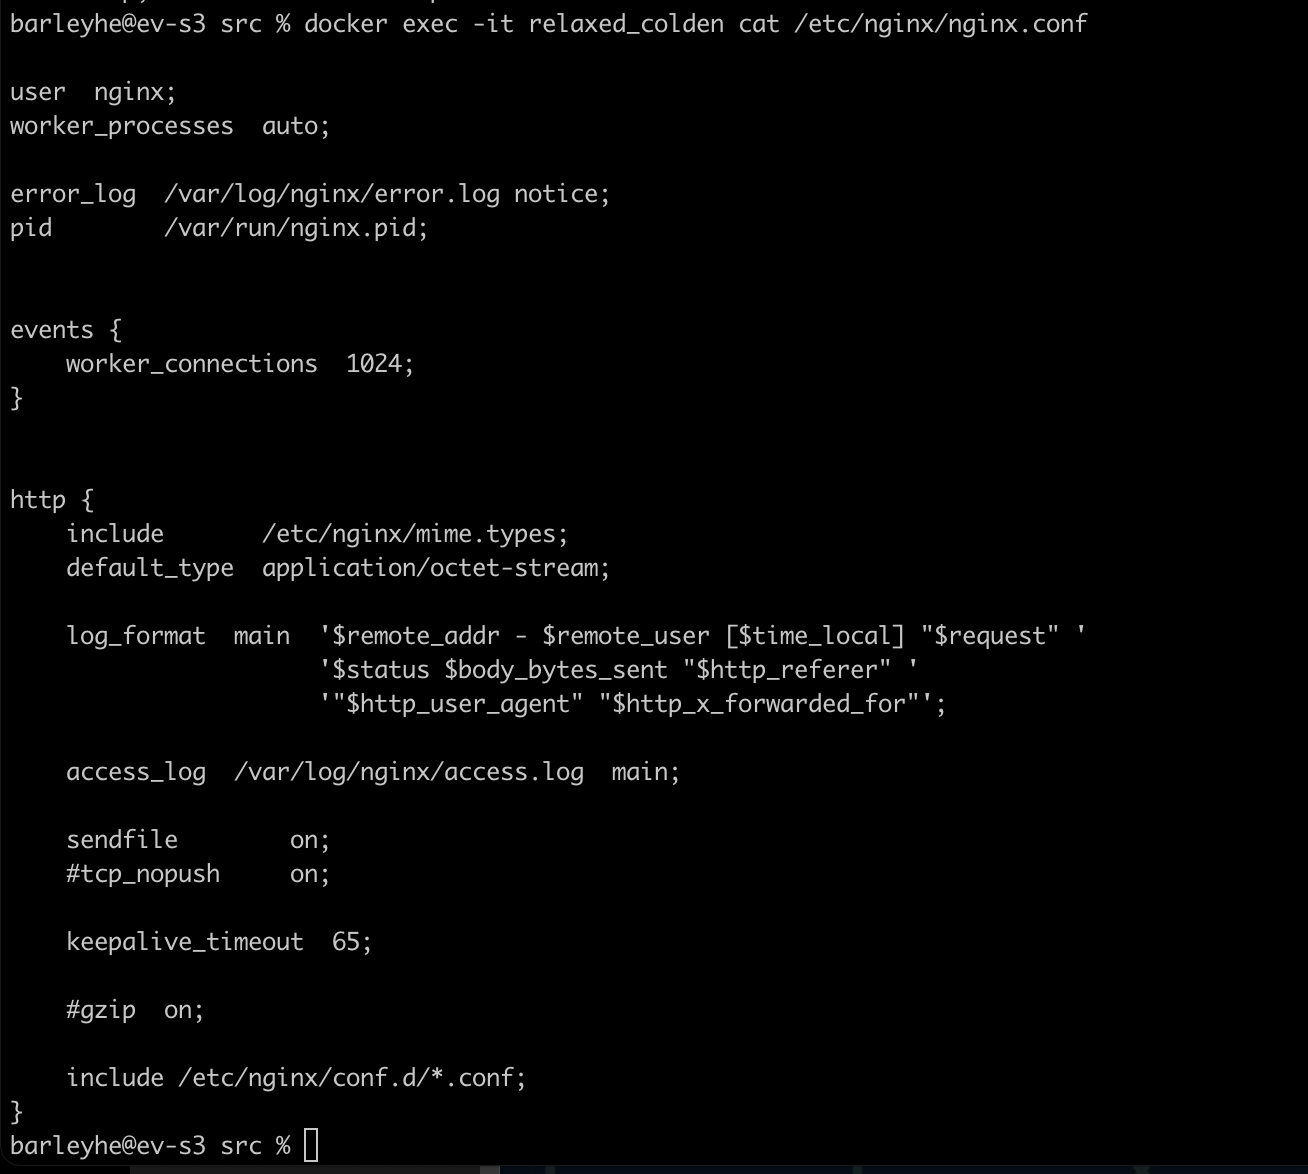 barleyhe@ev-s3 src % docker exec -it relaxed_colden cat /etc/nginx/nginx.conf

user  nginx;
worker_processes  auto;

error_log  /var/log/nginx/error.log notice;
pid        /var/run/nginx.pid;


events {
    worker_connections  1024;
}


http {
    include       /etc/nginx/mime.types;
    default_type  application/octet-stream;

    log_format  main  '$remote_addr - $remote_user [$time_local] "$request" '
                      '$status $body_bytes_sent "$http_referer" '
                      '"$http_user_agent" "$http_x_forwarded_for"';

    access_log  /var/log/nginx/access.log  main;

    sendfile        on;
    #tcp_nopush     on;

    keepalive_timeout  65;

    #gzip  on;

    include /etc/nginx/conf.d/*.conf;
}
barleyhe@ev-s3 src %